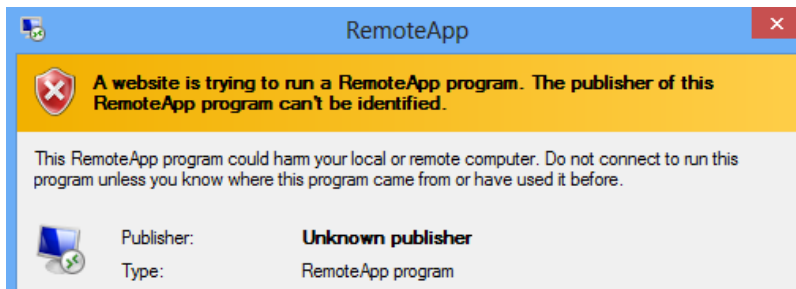 RemoteApp
A website is trying to run a RemoteApp program. The publisher of this
RemoteApp program can't be identified.
This RemoteApp program could harm your local or remote computer. Do not connect to run this
program unless you know where this program came from or have used it before.
Publisher: Unknown publisher
Type: RemoteApp program